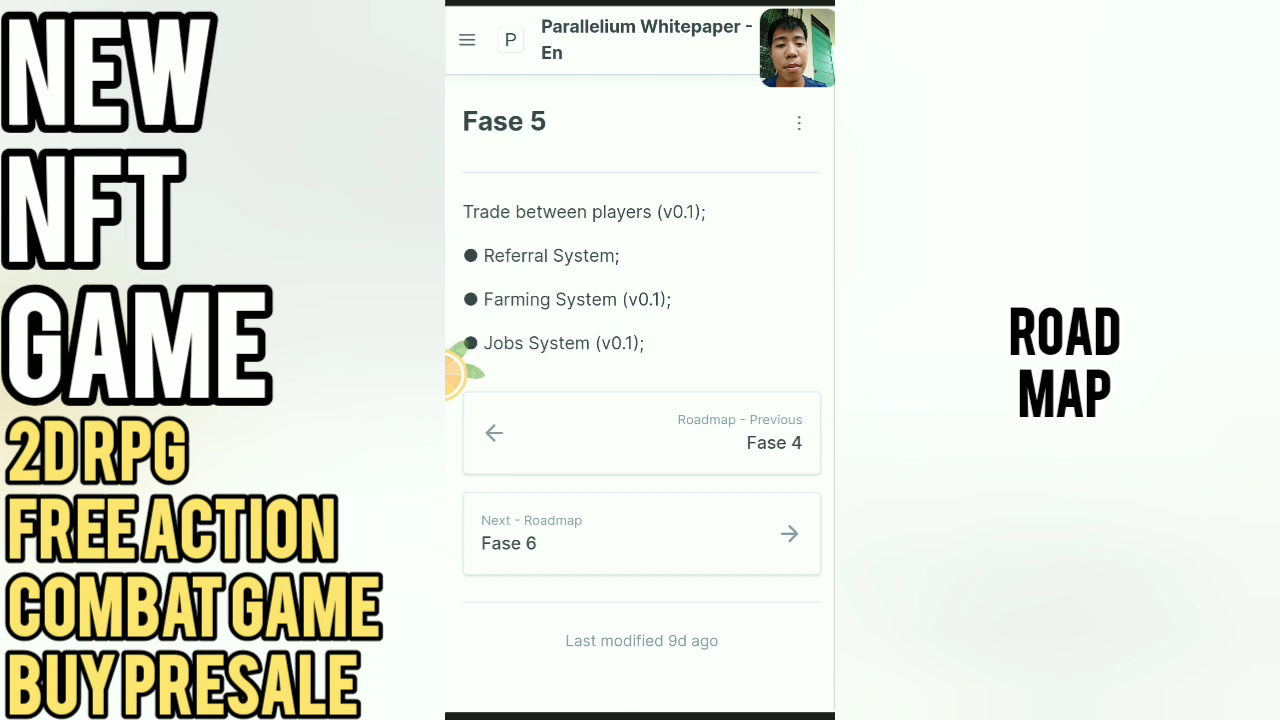 NEW
NFT
GAME
2D RPG
FREE ACTION
COMBAT GAME
BUY PRESALE
P
Parallelium Whitepaper -
En
Fase 5
Trade between players (v0.1);
● Referral System;
● Farming System (v0.1);
● Jobs System (v0.1);
Roadmap - Previous
Fase 4
Next - Roadmap
Fase 6
Last modified 9d ago
ROAD
MAP